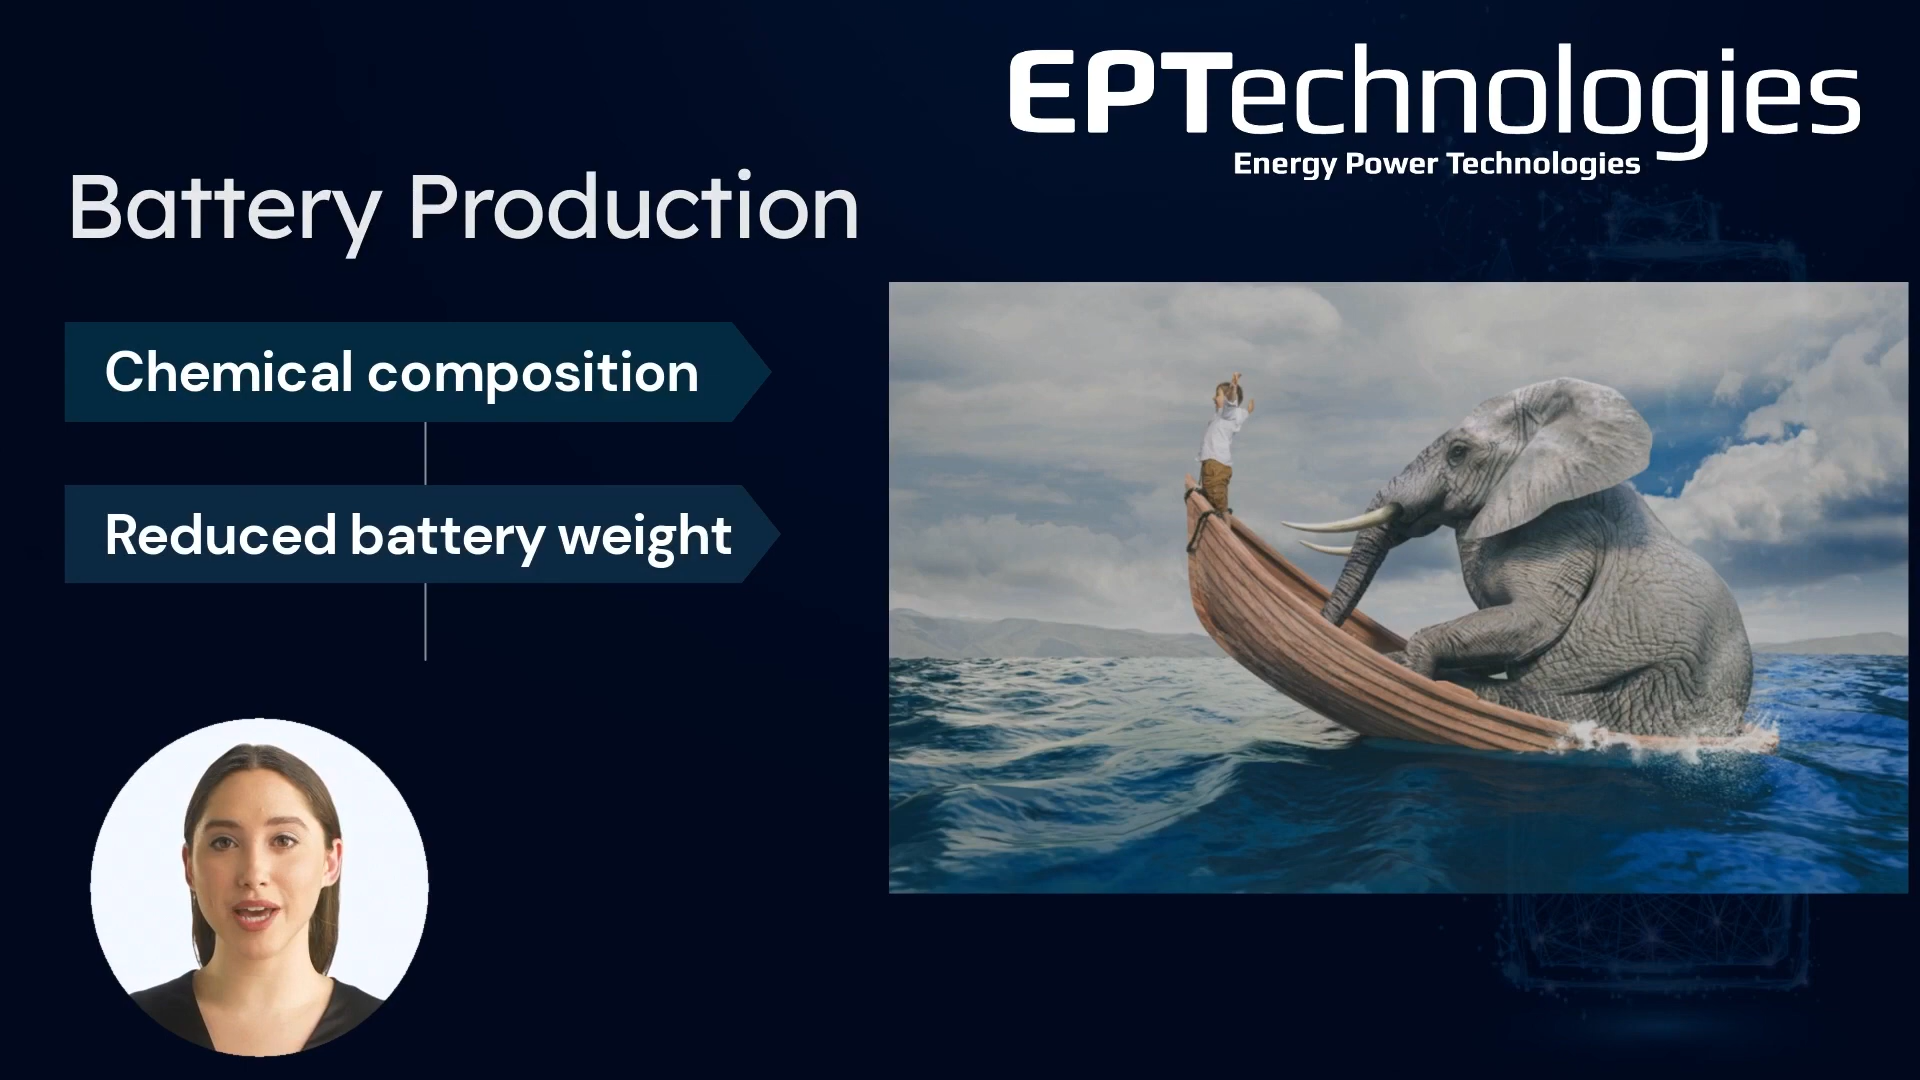 EPTechnologies
Energy Power Technologies
Battery Production
Chemical composition
Reduced battery weight